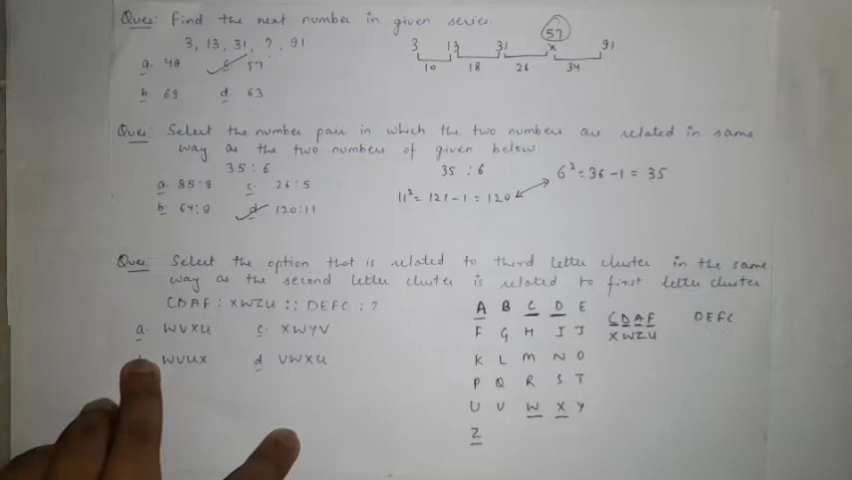 Ques: Find the next number in given series.
3, 13, 31, ?, 91
a. 48 c. 57
b. 69 d. 63
57
3 13 31 x 91
10 18 26 34
Ques: Select the number pair in which the two numbers are related in same
way as the two numbers of given below.
35 : 6
a. 85:9 c. 26:5
b. 64:8 d. 120:11
35 : 6
6² = 36 - 1 = 35
11² = 121 - 1 = 120
Ques: Select the option that is related to third letter cluster in the same
way as the second letter cluster is related to first letter cluster
CDAF : XWZU :: DEFC : ?
a. WVXU c. XWYV
WVUX d. VWXU
A B C D E
F G H I J
K L M N O
P Q R S T
U V W X Y
Z
CDAF DEFC
XWZU